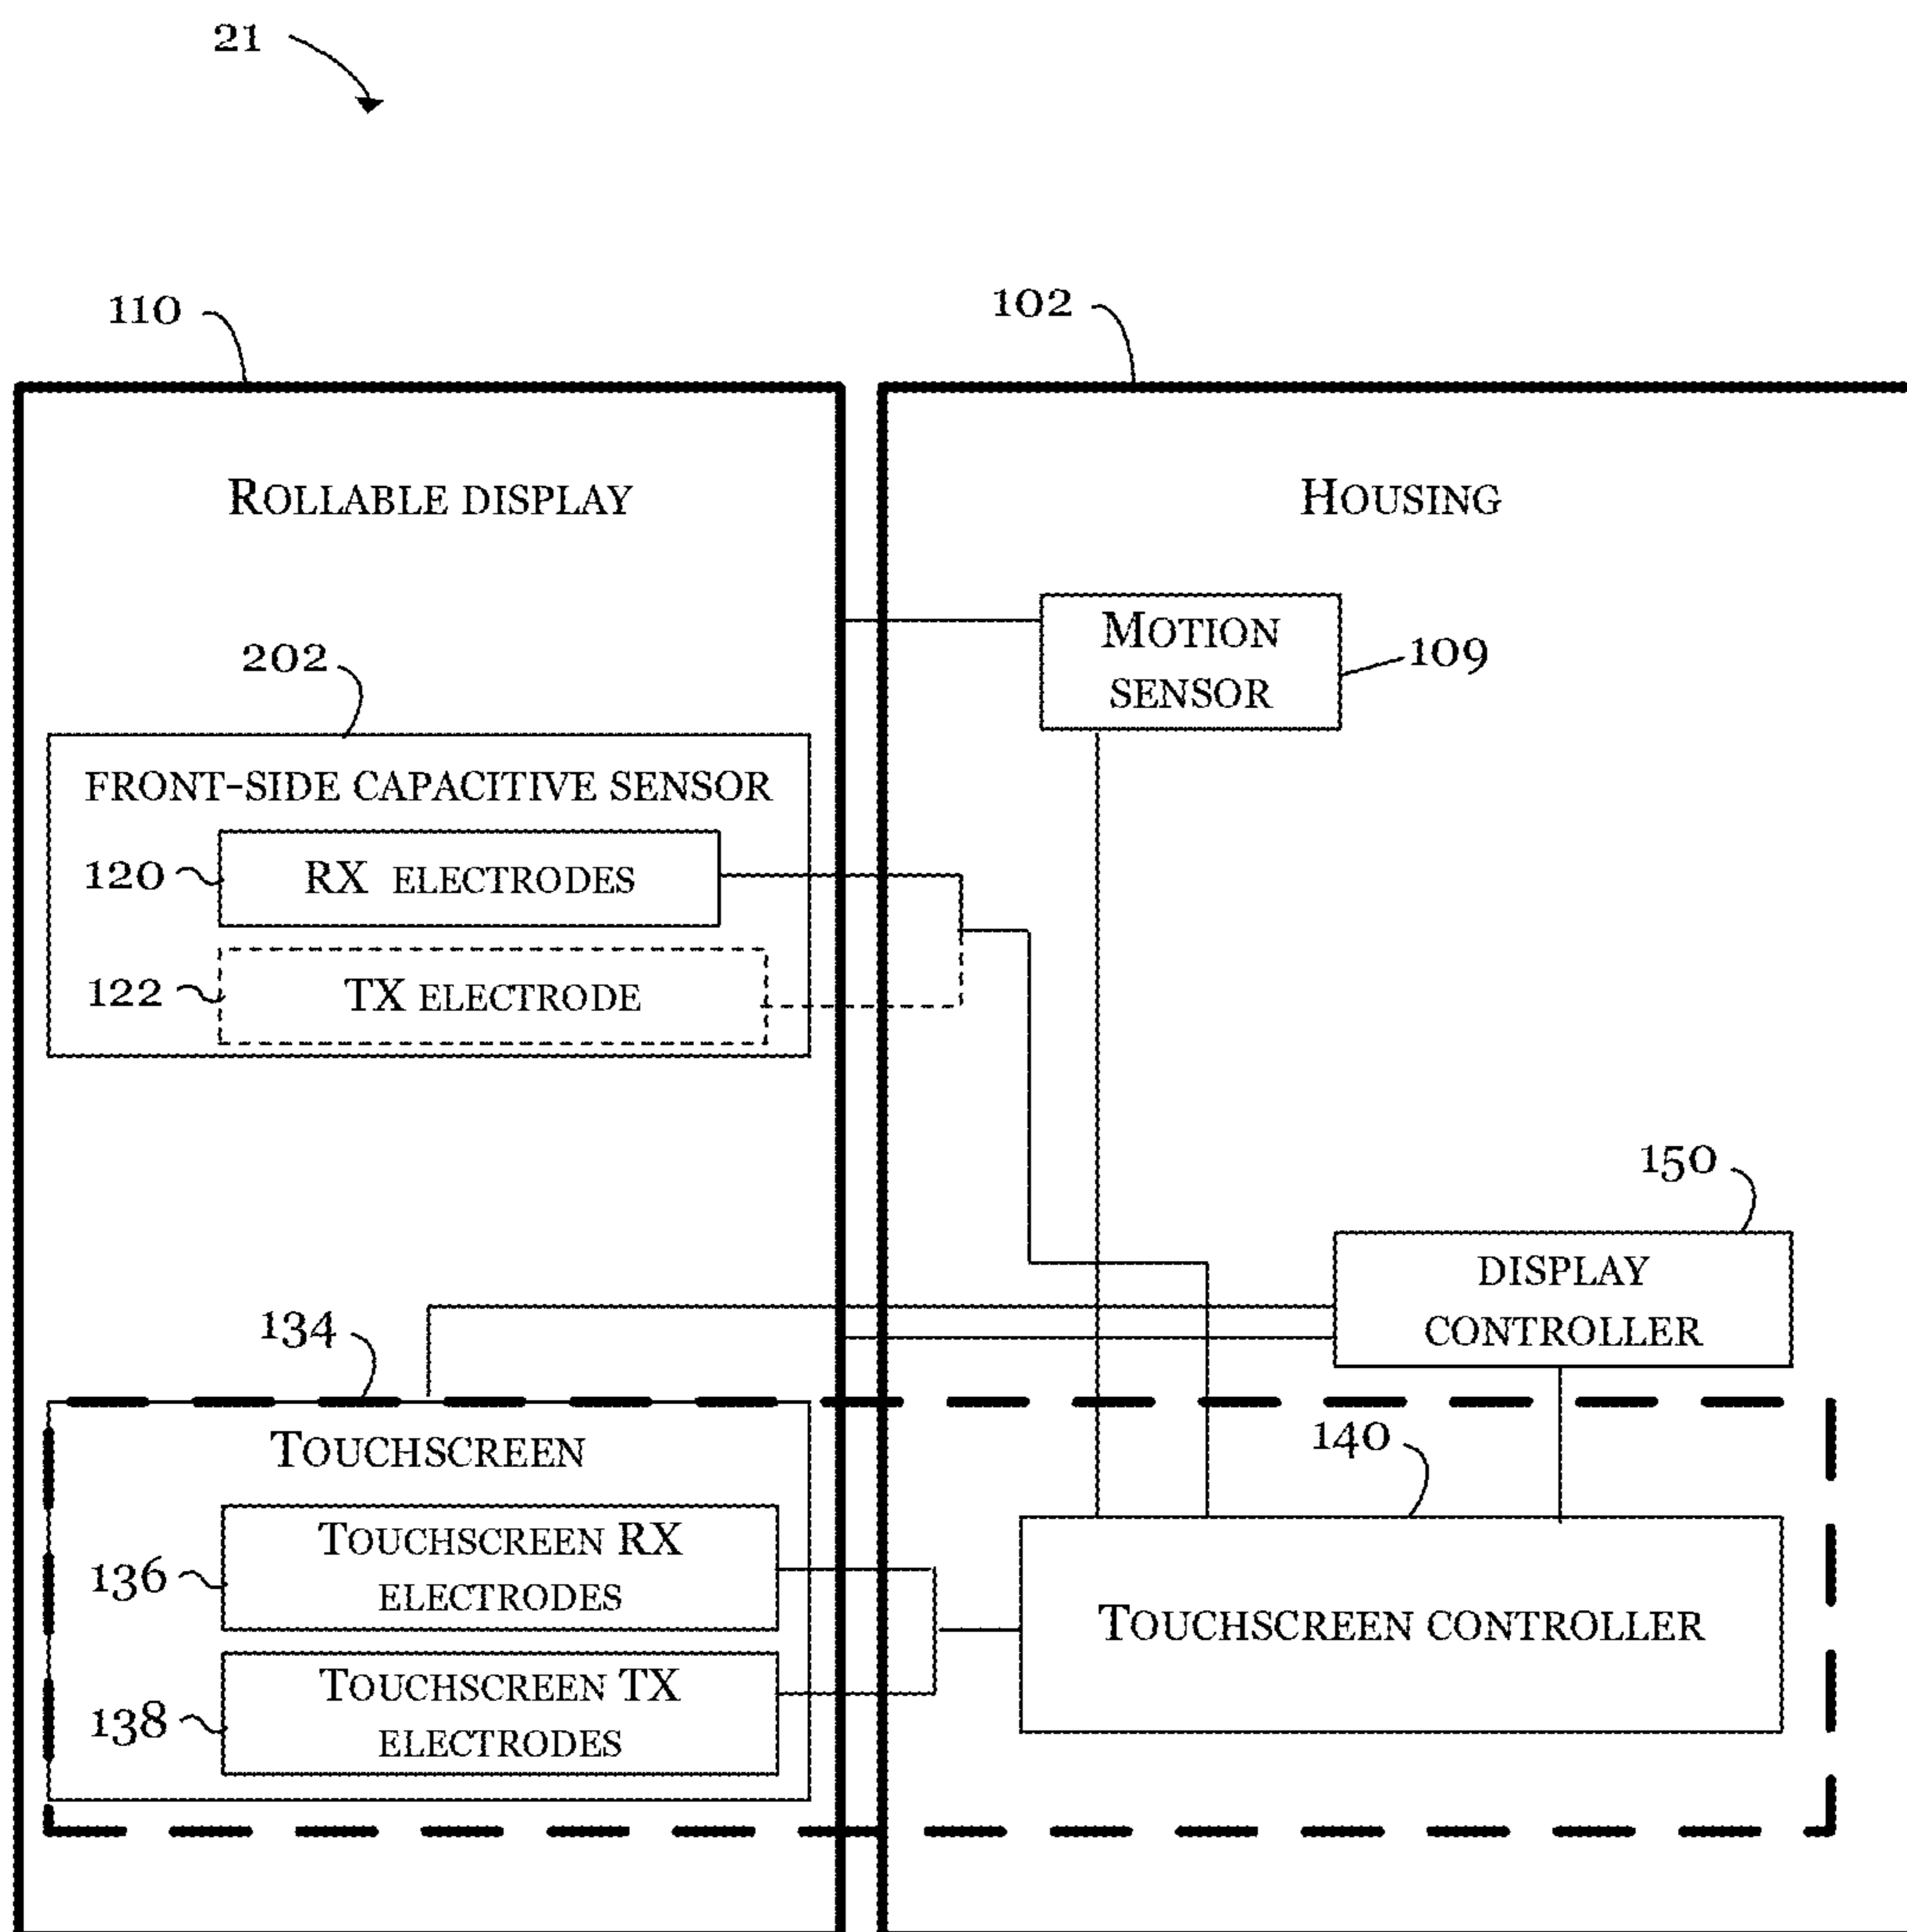 21
110
102
ROLLABLE DISPLAY
HOUSING
MOTION
SENSOR
109
202
FRONT-SIDE CAPACITIVE SENSOR
120
RX ELECTRODES
122
TX ELECTRODE
150
DISPLAY
CONTROLLER
134
140
TOUCHSCREEN
136
TOUCHSCREEN RX
ELECTRODES
TOUCHSCREEN CONTROLLER
138
TOUCHSCREEN TX
ELECTRODES